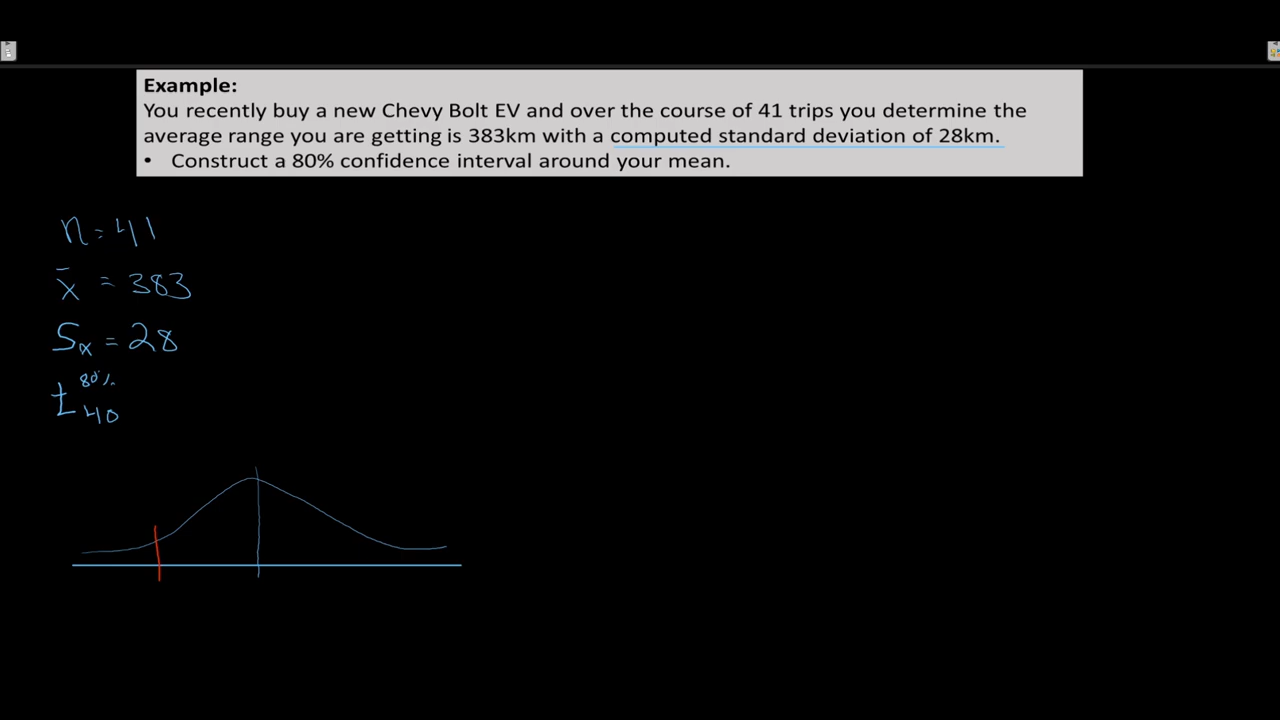 Example:
You recently buy a new Chevy Bolt EV and over the course of 41 trips you determine the
average range you are getting is 383km with a computed standard deviation of 28km.
• Construct a 80% confidence interval around your mean.
n = 41
x̄ = 383
Sx = 28
t 80%
40